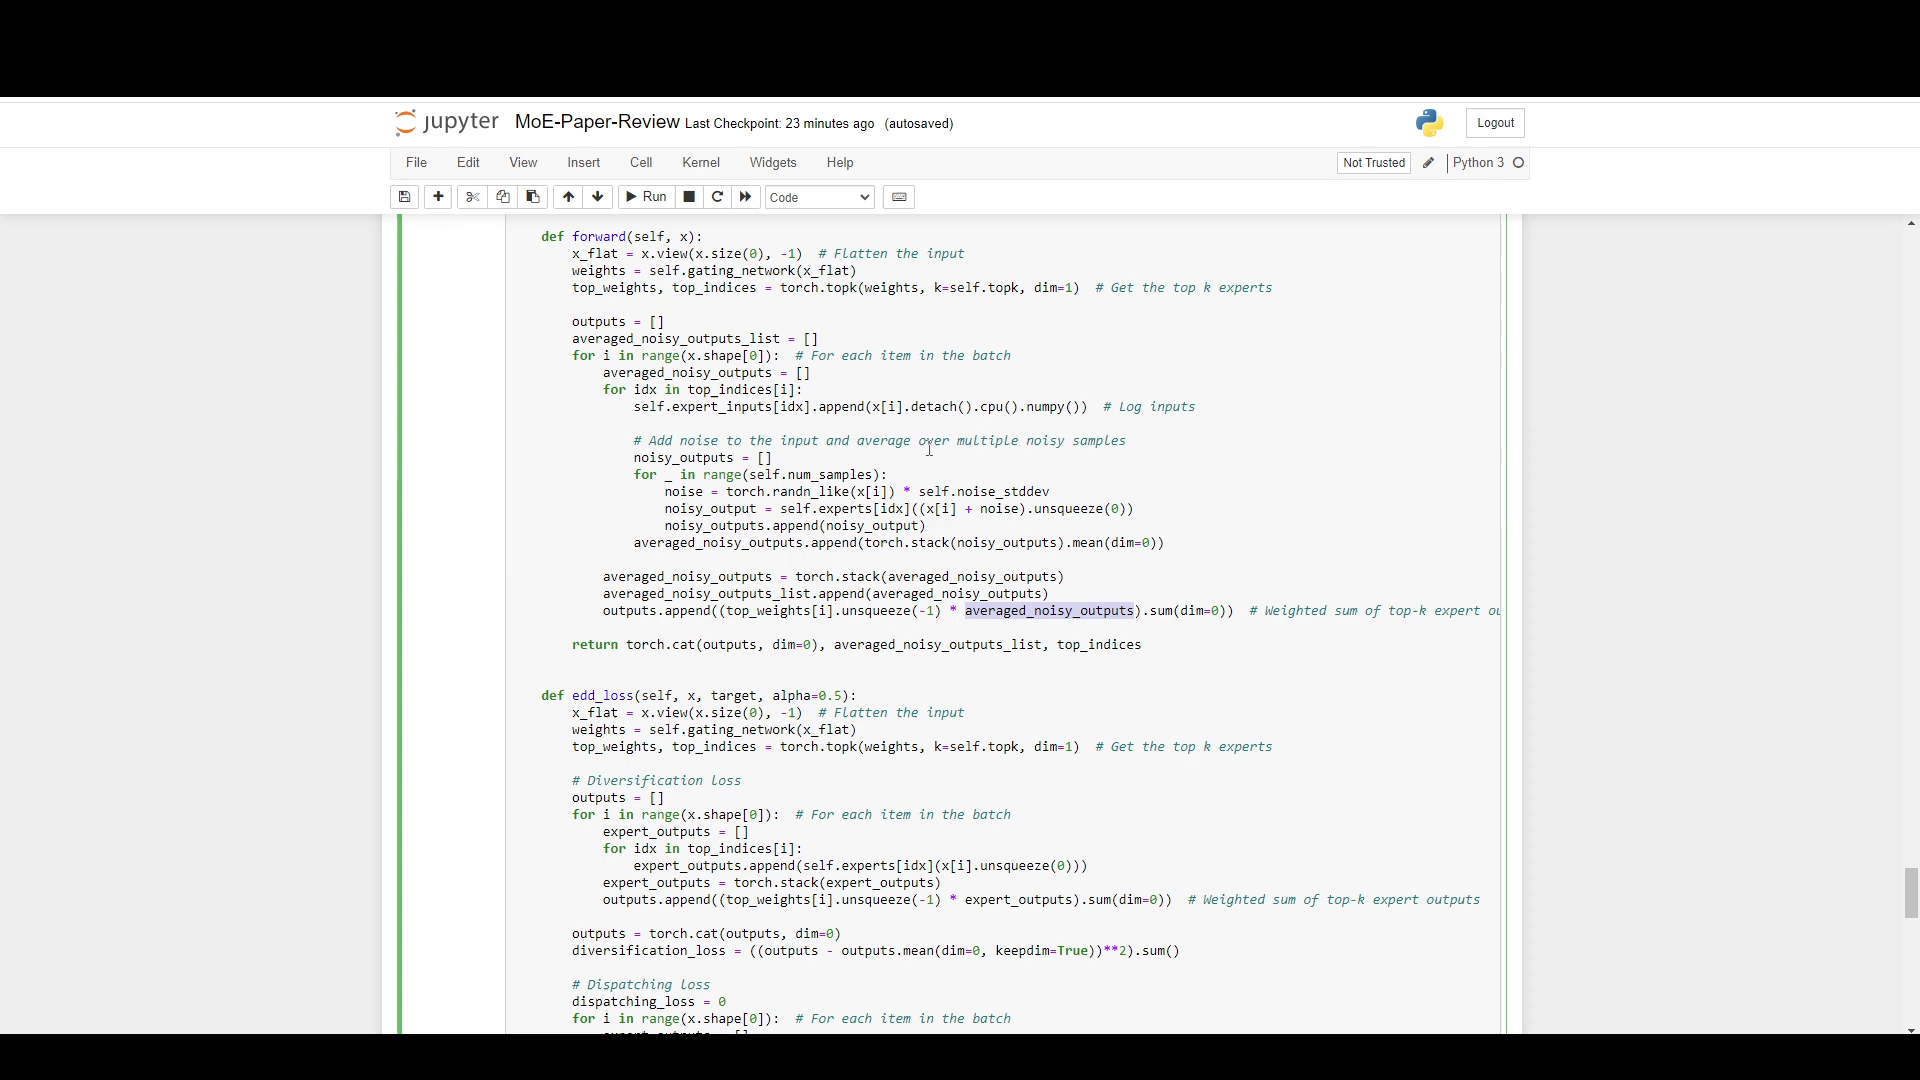 jupyter MoE-Paper-Review Last Checkpoint: 23 minutes ago (autosaved) Logout
File Edit View Insert Cell Kernel Widgets Help Not Trusted Python 3
Run Code
def forward(self, x):
x_flat = x.view(x.size(0), -1) # Flatten the input
weights = self.gating_network(x_flat)
top_weights, top_indices = torch.topk(weights, k=self.topk, dim=1) # Get the top k experts
outputs = []
averaged_noisy_outputs_list = []
for i in range(x.shape[0]): # For each item in the batch
averaged_noisy_outputs = []
for idx in top_indices[i]:
self.expert_inputs[idx].append(x[i].detach().cpu().numpy()) # Log inputs
# Add noise to the input and average over multiple noisy samples
noisy_outputs = []
for _ in range(self.num_samples):
noise = torch.randn_like(x[i]) * self.noise_stddev
noisy_output = self.experts[idx]((x[i] + noise).unsqueeze(0))
noisy_outputs.append(noisy_output)
averaged_noisy_outputs.append(torch.stack(noisy_outputs).mean(dim=0))
averaged_noisy_outputs = torch.stack(averaged_noisy_outputs)
averaged_noisy_outputs_list.append(averaged_noisy_outputs)
outputs.append((top_weights[i].unsqueeze(-1) * averaged_noisy_outputs).sum(dim=0)) # Weighted sum of top-k expert
return torch.cat(outputs, dim=0), averaged_noisy_outputs_list, top_indices
def edd_loss(self, x, target, alpha=0.5):
x_flat = x.view(x.size(0), -1) # Flatten the input
weights = self.gating_network(x_flat)
top_weights, top_indices = torch.topk(weights, k=self.topk, dim=1) # Get the top k experts
# Diversification loss
outputs = []
for i in range(x.shape[0]): # For each item in the batch
expert_outputs = []
for idx in top_indices[i]:
expert_outputs.append(self.experts[idx](x[i].unsqueeze(0)))
expert_outputs = torch.stack(expert_outputs)
outputs.append((top_weights[i].unsqueeze(-1) * expert_outputs).sum(dim=0)) # Weighted sum of top-k expert outputs
outputs = torch.cat(outputs, dim=0)
diversification_loss = ((outputs - outputs.mean(dim=0, keepdim=True))**2).sum()
# Dispatching loss
dispatching_loss = 0
for i in range(x.shape[0]): # For each item in the batch